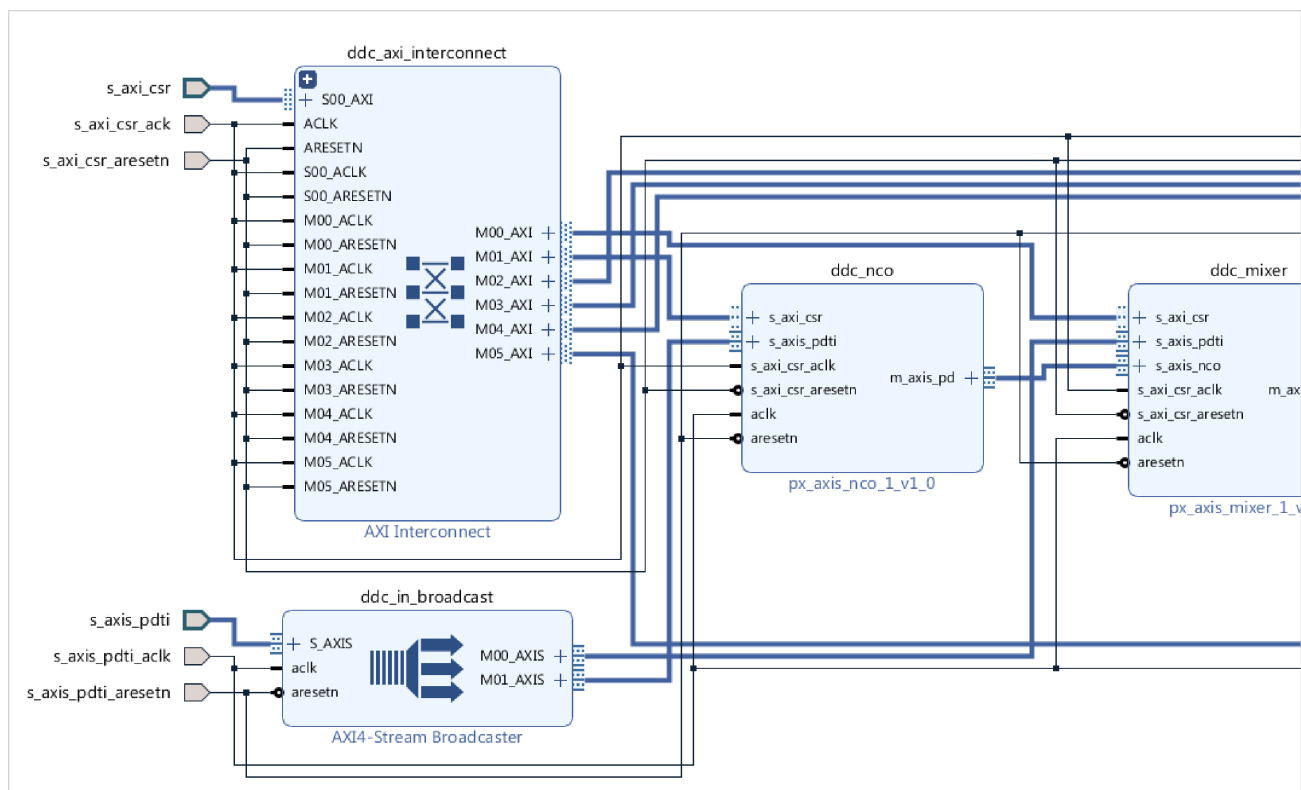 ddc_axi_interconnect
s_axi_csr
s_axi_csr_ack
s_axi_csr_aresetn
S00_AXI
ACLK
ARESETN
S00_ACLK
S00_ARESETN
M00_ACLK
M00_ARESETN
M01_ACLK
M01_ARESETN
M02_ACLK
M02_ARESETN
M03_ACLK
M03_ARESETN
M04_ACLK
M04_ARESETN
M05_ACLK
M05_ARESETN
M00_AXI
M01_AXI
M02_AXI
M03_AXI
M04_AXI
M05_AXI
AXI Interconnect
ddc_nco
s_axi_csr
s_axis_pdti
s_axi_csr_aclk
s_axi_csr_aresetn
aclk
aresetn
m_axis_pd
px_axis_nco_1_v1_0
ddc_mixer
s_axi_csr
s_axis_pdti
s_axis_nco
s_axi_csr_aclk
s_axi_csr_aresetn
aclk
aresetn
m_ax
px_axis_mixer_1_v
ddc_in_broadcast
s_axis_pdti
s_axis_pdti_aclk
s_axis_pdti_aresetn
S_AXIS
aclk
aresetn
M00_AXIS
M01_AXIS
AXI4-Stream Broadcaster